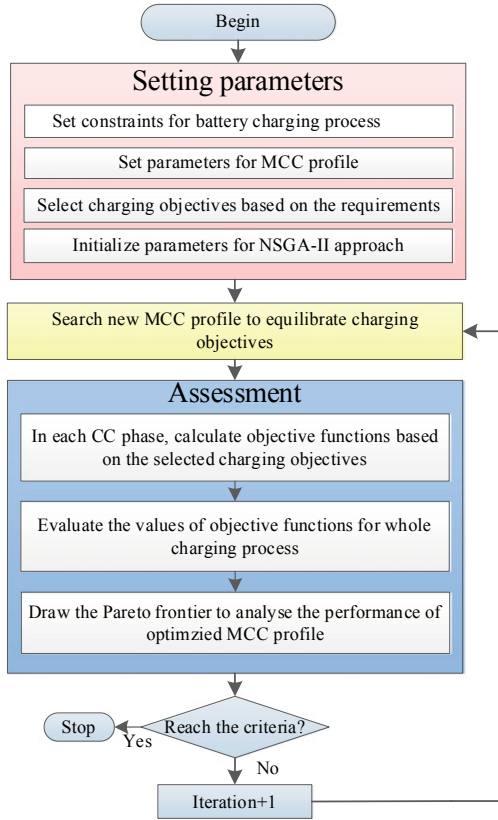 Begin
Setting parameters
Set constraints for battery charging process
Set parameters for MCC profile
Select charging objectives based on the requirements
Initialize parameters for NSGA-II approach
Search new MCC profile to equilibrate charging
objectives
Assessment
In each CC phase, calculate objective functions based
on the selected charging objectives
Evaluate the values of objective functions for whole
charging process
Draw the Pareto frontier to analyse the performance of
optimzied MCC profile
Reach the criteria?
Stop
Yes
No
Iteration+1